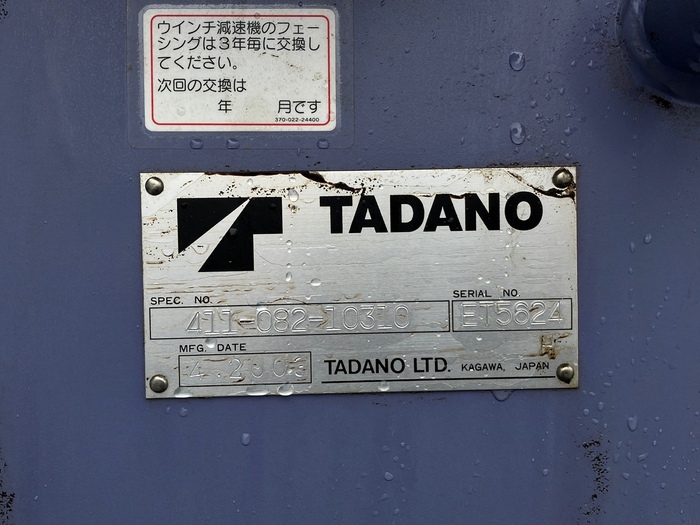 ウインチ減速機のフェー
シングは3年毎に交換し
てください。
次回の交換は
年 月です
370-022-24400
TADANO
SPEC. NO. SERIAL NO.
411-082-10310 ET5624
MFG. DATE
4.2003 TADANO LTD. KAGAWA, JAPAN